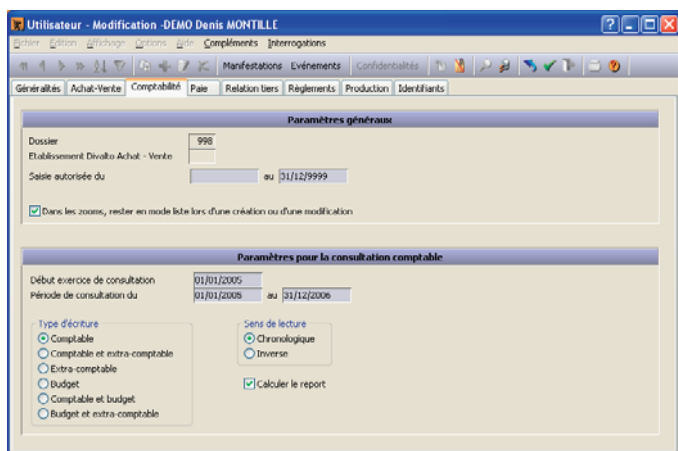 Utilisateur - Modification -DEMO Denis MONTILLE
Fichier Edition Affichage Options Aide Compléments Interrogations
Manifestations Evénements Confidentialités
Généralités Achat-Vente Comptabilité Paie Relation tiers Règlements Production Identifiants
Paramètres généraux
Dossier 998
Etablissement Divalto Achat - Vente
Saisie autorisée du au 31/12/9999
Dans les zooms, rester en mode liste lors d'une création ou d'une modification
Paramètres pour la consultation comptable
Début exercice de consultation 01/01/2005
Période de consultation du 01/01/2005 au 31/12/2006
Type d'écriture Sens de lecture
Comptable Chronologique
Comptable et extra-comptable Inverse
Extra-comptable
Budget Calculer le report
Comptable et budget
Budget et extra-comptable